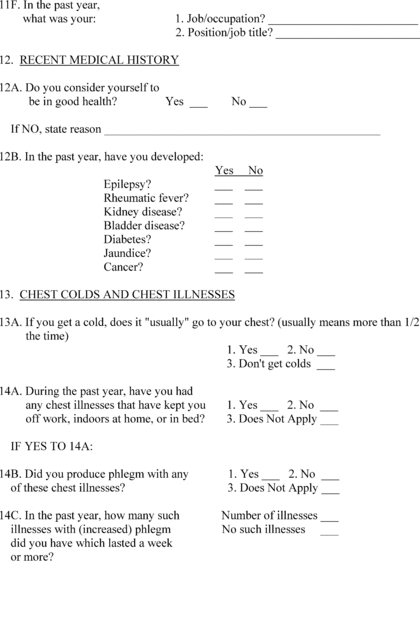 11F. In the past year,
what was your: 1. Job/occupation? ____________________
2. Position/job title? ____________________
12. RECENT MEDICAL HISTORY
12A. Do you consider yourself to
be in good health? Yes ___ No ___
If NO, state reason ____________________
12B. In the past year, have you developed:
Yes No
Epilepsy? ___ ___
Rheumatic fever? ___ ___
Kidney disease? ___ ___
Bladder disease? ___ ___
Diabetes? ___ ___
Jaundice? ___ ___
Cancer? ___ ___
13. CHEST COLDS AND CHEST ILLNESSES
13A. If you get a cold, does it "usually" go to your chest? (usually means more than 1/2
the time)
1. Yes ___ 2. No ___
3. Don't get colds ___
14A. During the past year, have you had
any chest illnesses that have kept you 1. Yes ___ 2. No ___
off work, indoors at home, or in bed? 3. Does Not Apply ___
IF YES TO 14A:
14B. Did you produce phlegm with any 1. Yes ___ 2. No ___
of these chest illnesses? 3. Does Not Apply ___
14C. In the past year, how many such Number of illnesses ___
illnesses with (increased) phlegm No such illnesses ___
did you have which lasted a week
or more?